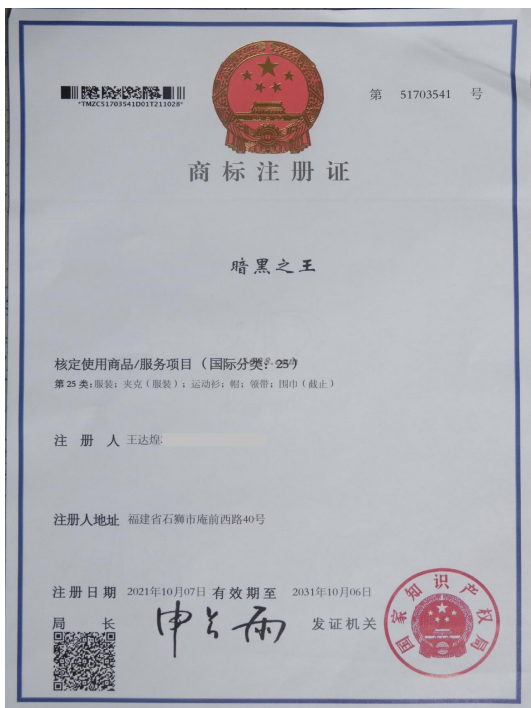 *TMZCS1703541D01T211028*
第 51703541 号
商标注册证
暗黑之王
核定使用商品/服务项目（国际分类：25）
第 25 类：服装；夹克（服装）；运动衫；帽；领带；围巾（截止）
注 册 人 王达煌
注册人地址 福建省石狮市庵前西路40号
注册日期 2021年10月07日 有效期至 2031年10月06日
局 长 申长雨 发证机关
国家知识产权局